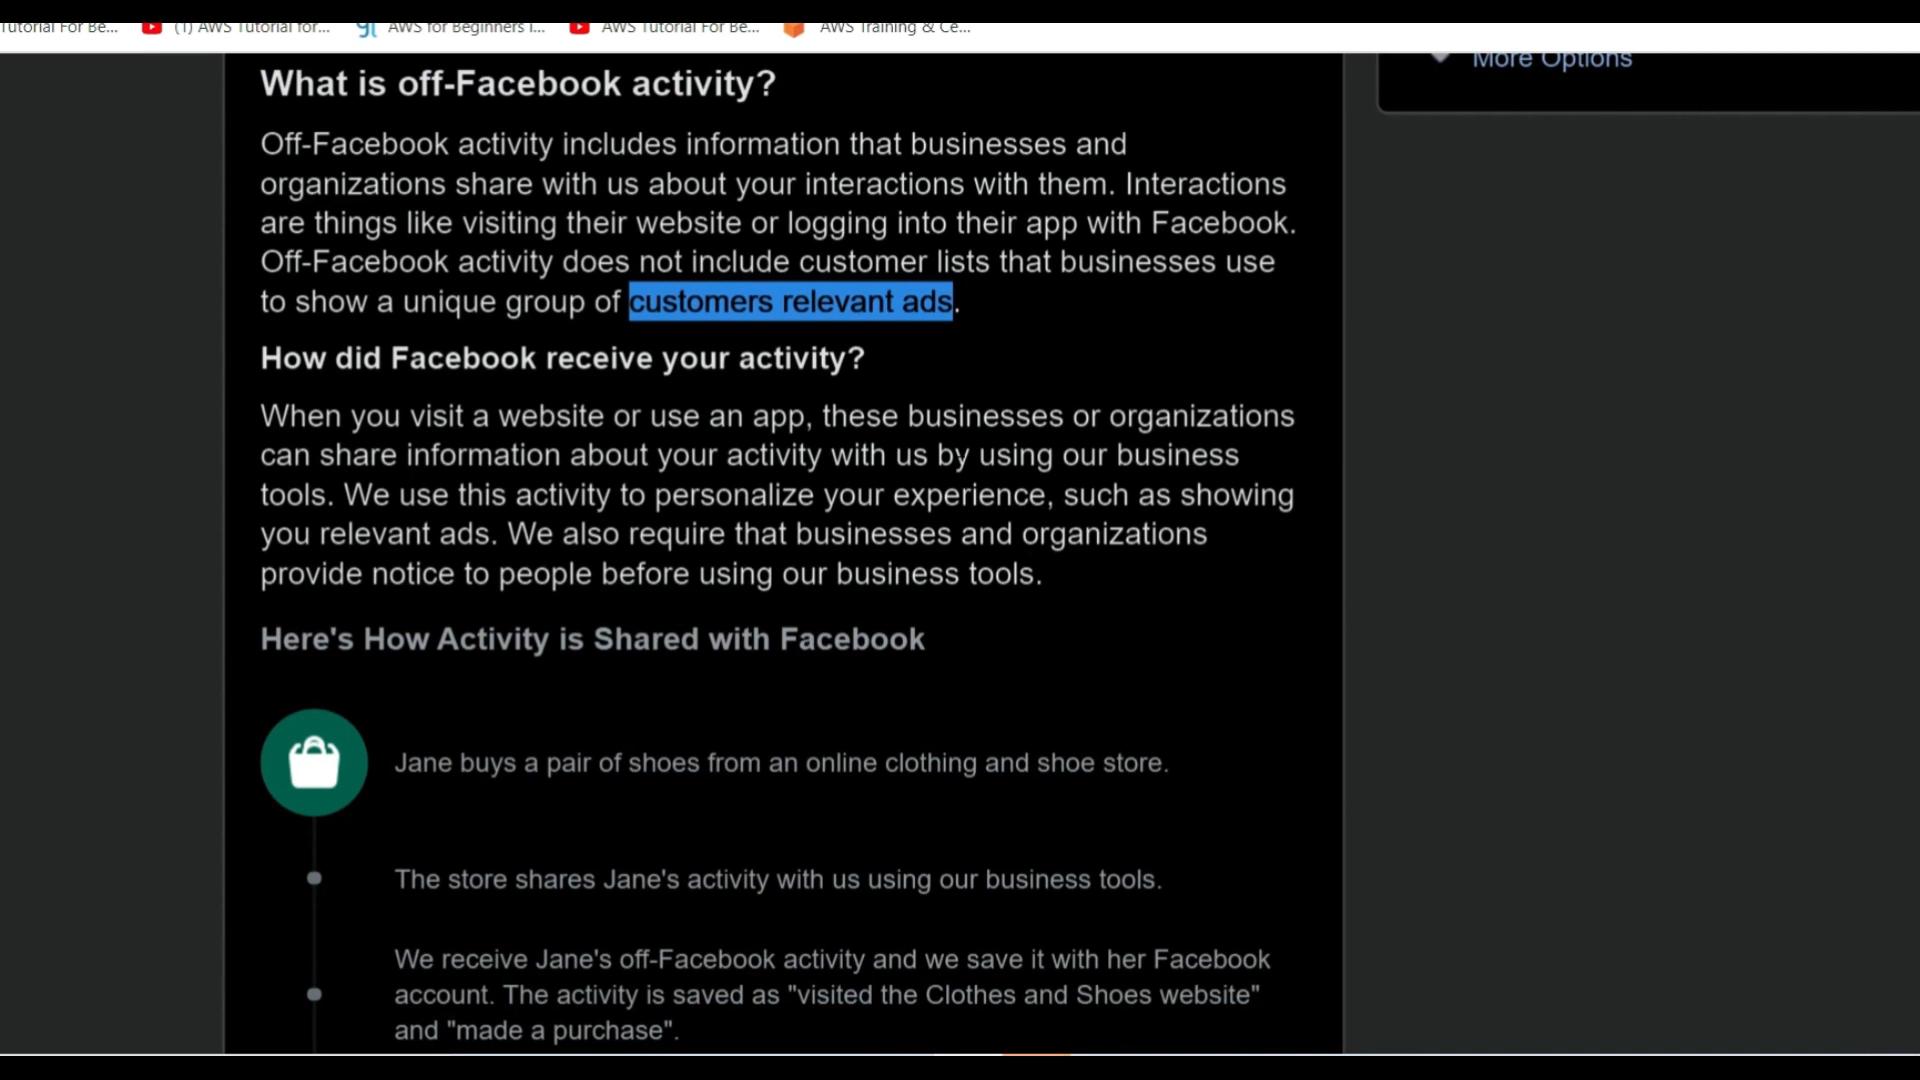 Tutorial For Be... (1) AWS Tutorial for... AWS for Beginners I... AWS Tutorial For Be... AWS Training & Ce...
More Options
What is off-Facebook activity?
Off-Facebook activity includes information that businesses and
organizations share with us about your interactions with them. Interactions
are things like visiting their website or logging into their app with Facebook.
Off-Facebook activity does not include customer lists that businesses use
to show a unique group of customers relevant ads.
How did Facebook receive your activity?
When you visit a website or use an app, these businesses or organizations
can share information about your activity with us by using our business
tools. We use this activity to personalize your experience, such as showing
you relevant ads. We also require that businesses and organizations
provide notice to people before using our business tools.
Here's How Activity is Shared with Facebook
Jane buys a pair of shoes from an online clothing and shoe store.
The store shares Jane's activity with us using our business tools.
We receive Jane's off-Facebook activity and we save it with her Facebook
account. The activity is saved as "visited the Clothes and Shoes website"
and "made a purchase".